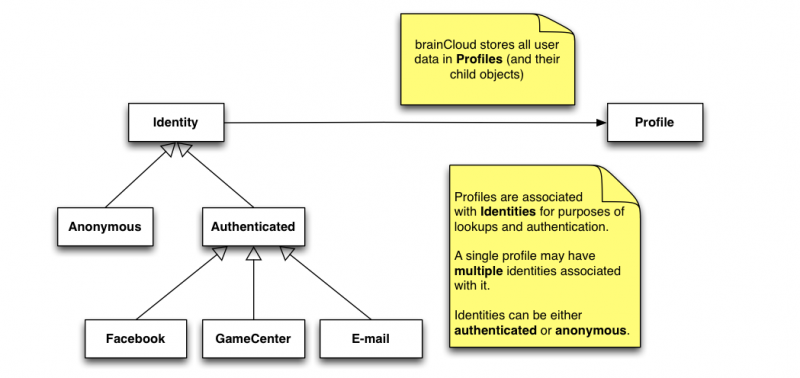 brainCloud stores all user
data in Profiles (and their
child objects)
Identity
Profile
Profiles are associated
with Identities for purposes of
lookups and authentication.
A single profile may have
multiple identities associated
with it.
Identities can be either
authenticated or anonymous.
Anonymous
Authenticated
Facebook
GameCenter
E-mail